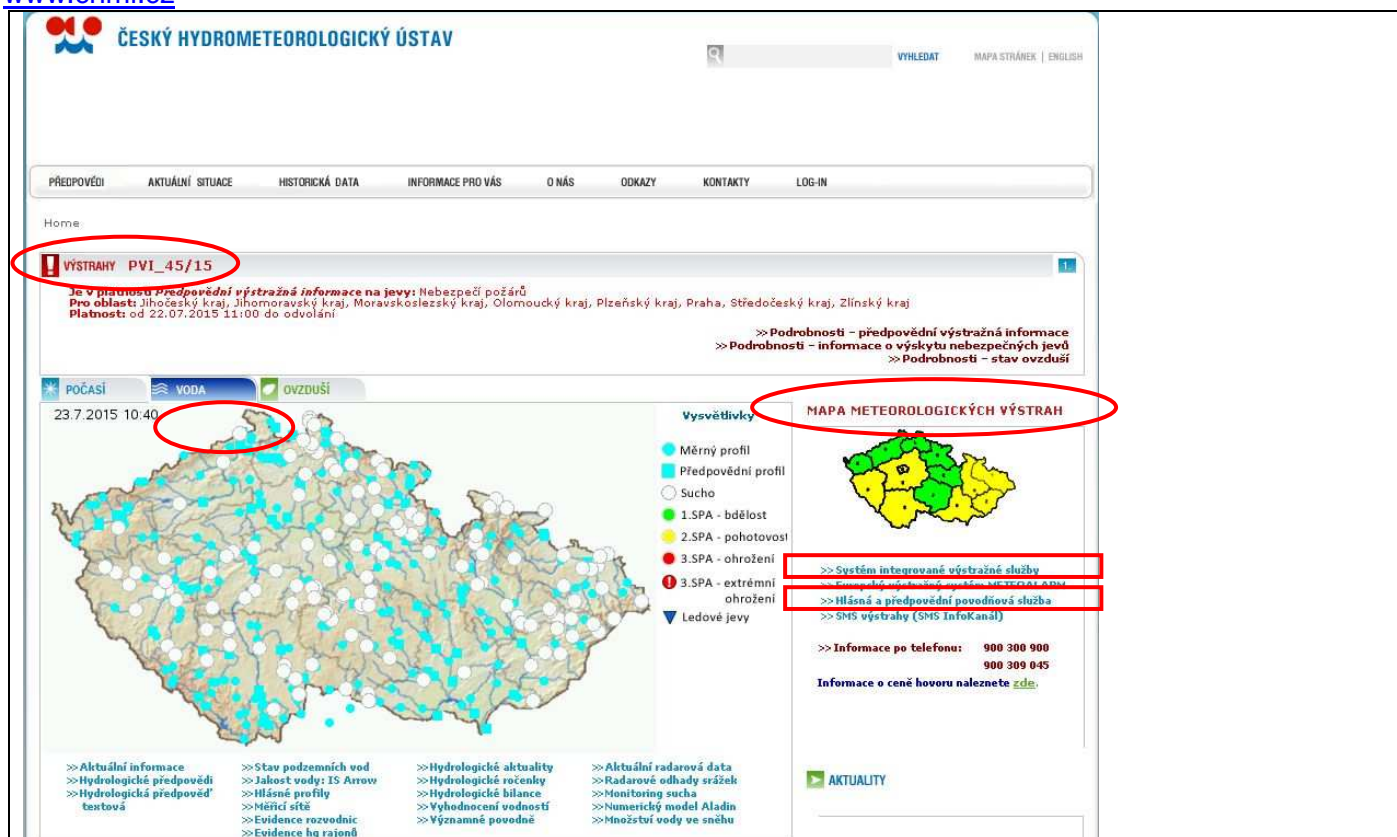 www.chmi.cz
ČESKÝ HYDROMETEOROLOGICKÝ ÚSTAV
VYHLEDAT
MAPA STRÁNEK | ENGLISH
PŘEDPOVĚDI AKTUÁLNÍ SITUACE HISTORICKÁ DATA INFORMACE PRO VÁS O NÁS ODKAZY KONTAKTY LOG-IN
Home
VÝSTRAHY PVI_45/15
1.
Je v platnosti Předpovědní výstražná informace na jevy: Nebezpečí požárů
Pro oblast: Jihočeský kraj, Jihomoravský kraj, Moravskoslezský kraj, Olomoucký kraj, Plzeňský kraj, Praha, Středočeský kraj, Zlínský kraj
Platnost: od 22.07.2015 11:00 do odvolání
>> Podrobnosti – předpovědní výstražná informace
>> Podrobnosti – informace o výskytu nebezpečných jevů
>> Podrobnosti – stav ovzduší
POČASÍ VODA OVZDUŠÍ
23.7.2015 10:40
Vysvětlivky
Měrný profil
Předpovědní profil
Sucho
1.SPA - bdělost
2.SPA - pohotovost
3.SPA - ohrožení
3.SPA - extrémní
ohrožení
Ledové jevy
MAPA METEOROLOGICKÝCH VÝSTRAH
>> Systém integrované výstražné služby
>> Evropský výstražný systém METEOALARM
>> Hlásná a předpovědní povodňová služba
>> SMS výstrahy (SMS InfoKanál)
>> Informace po telefonu: 900 300 900
900 309 045
Informace o ceně hovoru naleznete zde.
>>Aktuální informace
>>Hydrologické předpovědi
>>Hydrologická předpověď
textová
>>Stav podzemních vod
>>Jakost vody: IS Arrow
>>Hlásné profily
>>Měřicí sítě
>>Evidence rozvodnic
>>Evidence hg rajonů
>>Hydrologické aktuality
>>Hydrologické ročenky
>>Hydrologické bilance
>>Vyhodnocení vodností
>>Významné povodně
>>Aktuální radarová data
>>Radarové odhady srážek
>>Monitoring sucha
>>Numerický model Aladin
>>Množství vody ve sněhu
AKTUALITY